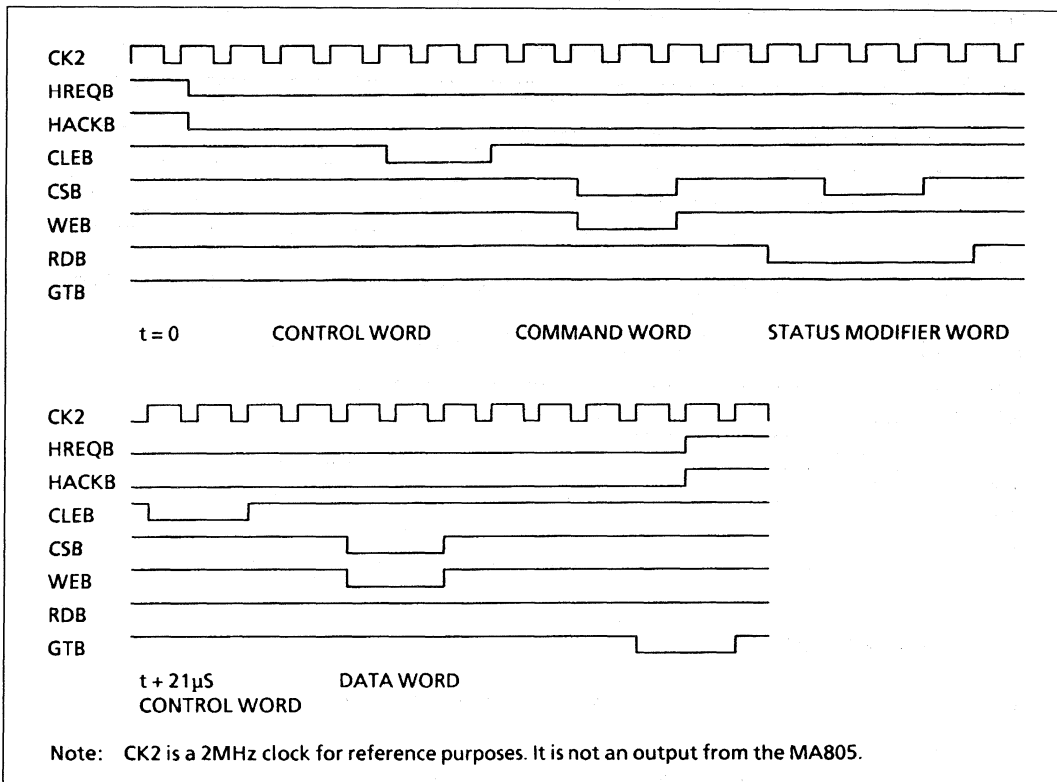 CK2
HREQB
HACKB
CLEB
CSB
WEB
RDB
GTB
t = 0 CONTROL WORD COMMAND WORD STATUS MODIFIER WORD
CK2
HREQB
HACKB
CLEB
CSB
WEB
RDB
GTB
t + 21µS DATA WORD
CONTROL WORD
Note: CK2 is a 2MHz clock for reference purposes. It is not an output from the MA805.